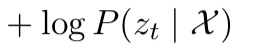 + log P(z_t | 𝒳)